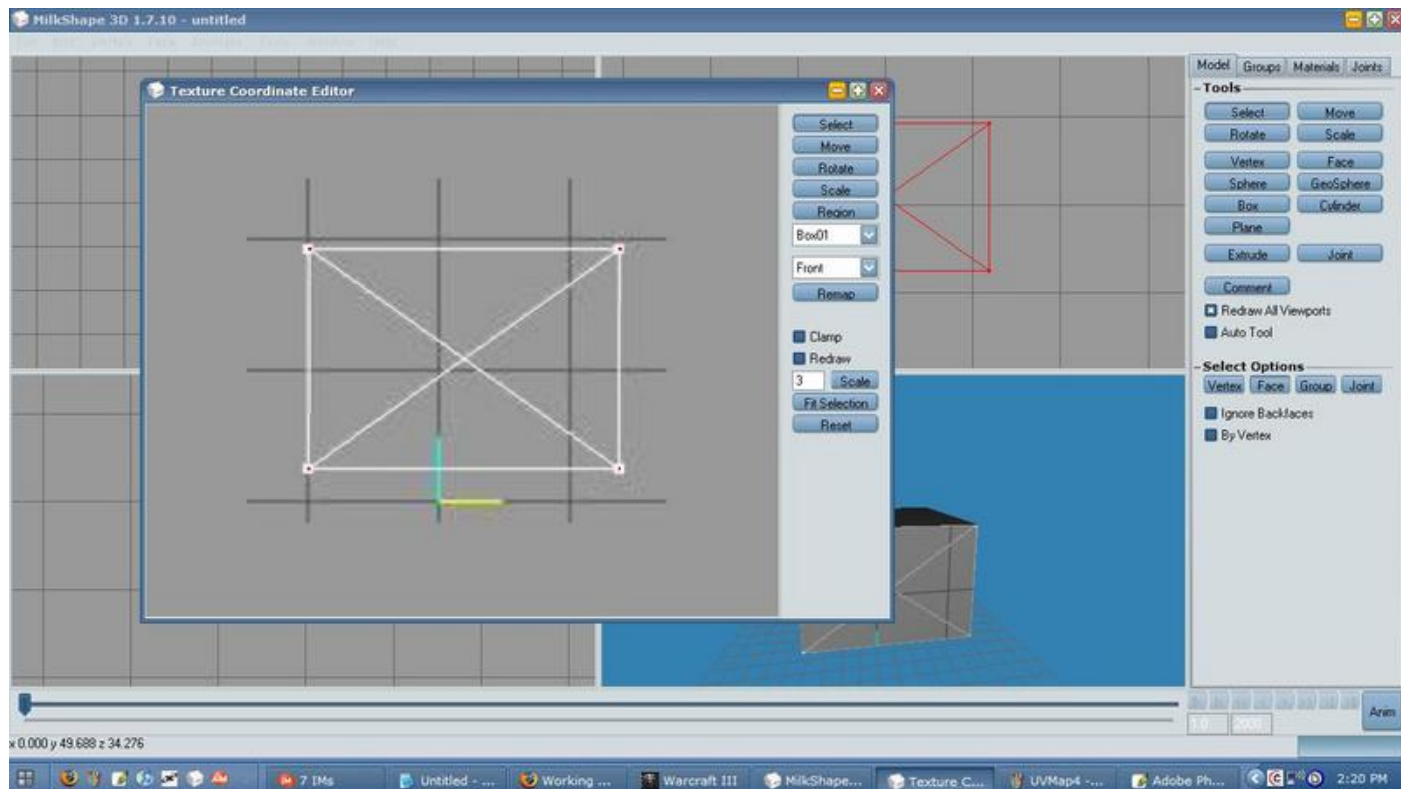 MilkShape 3D 1.7.10 - untitled
Model Groups Materials Joints
Texture Coordinate Editor
Tools
Select Move
Rotate Scale
Vertex Face
Sphere GeoSphere
Box Cylinder
Plane
Extrude Joint
Comment
Redraw All Viewports
Auto Tool
Select Options
Vertex Face Group Joint
Ignore Backfaces
By Vertex
Select
Move
Rotate
Scale
Region
Box01
Front
Remap
Clamp
Redraw
3 Scale
Fit Selection
Reset
1.0 2000 Anim
x 0.000 y 49.688 z 34.276
7 IMs Untitled - ... Working ... Warcraft III MilkShape... Texture C... UVMap4 -... Adobe Ph... 2:20 PM